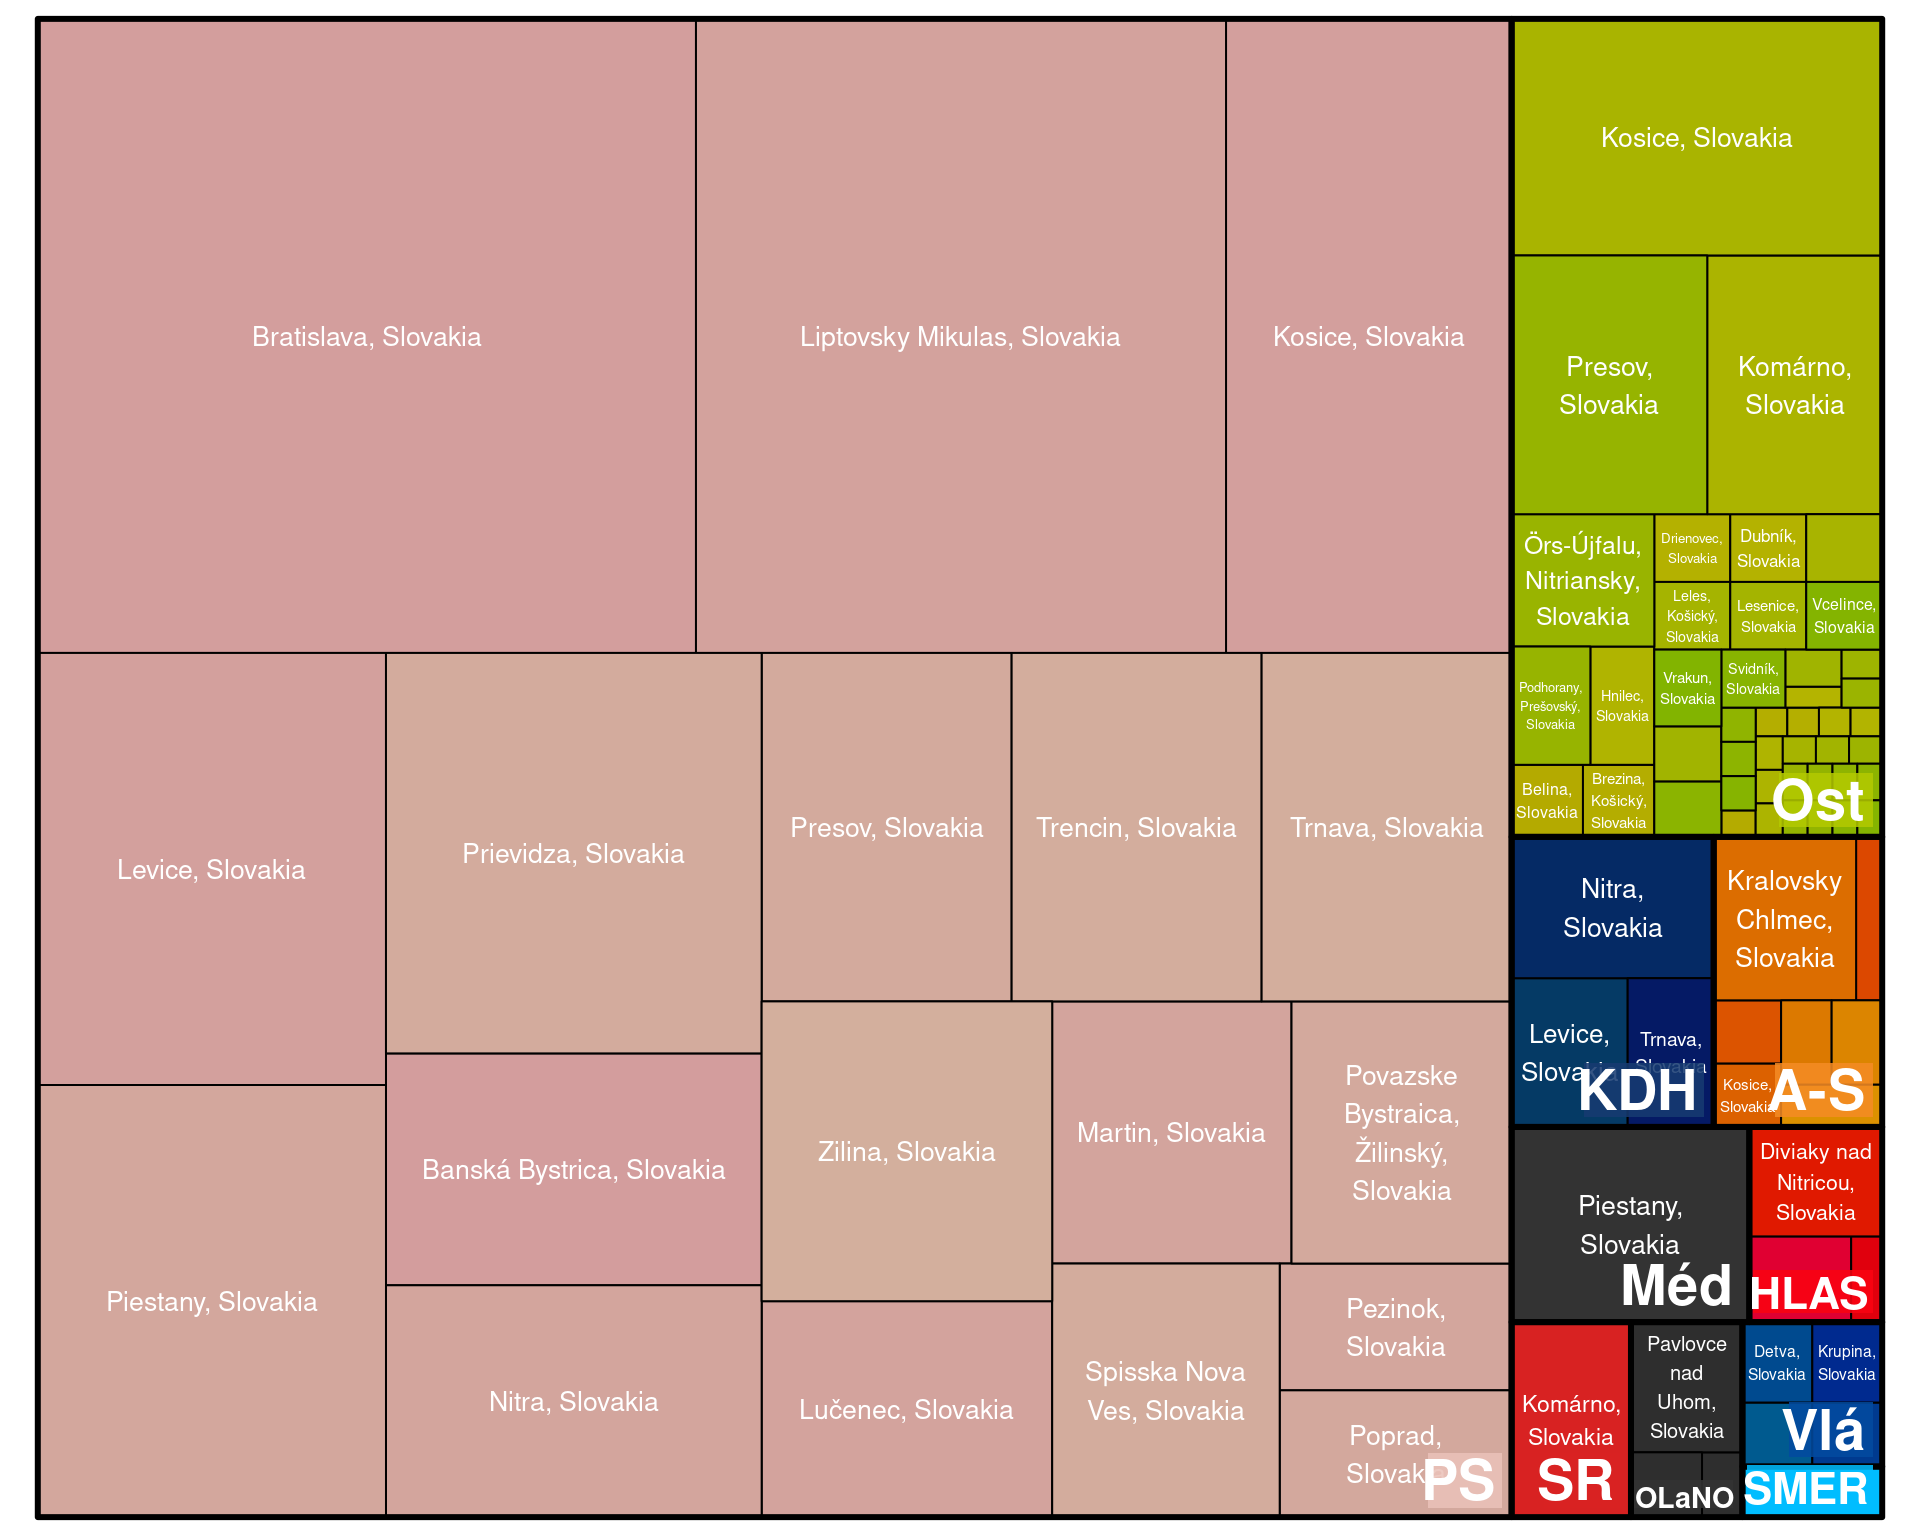 Bratislava, Slovakia
Liptovsky Mikulas, Slovakia
Kosice, Slovakia
Levice, Slovakia
Piestany, Slovakia
Prievidza, Slovakia
Banská Bystrica, Slovakia
Nitra, Slovakia
Presov, Slovakia
Trencin, Slovakia
Trnava, Slovakia
Zilina, Slovakia
Lučenec, Slovakia
Martin, Slovakia
Povazske
Bystraica,
Žilinský,
Slovakia
Spisska Nova
Ves, Slovakia
Pezinok,
Slovakia
Poprad,
Slovakia
PS
Kosice, Slovakia
Presov,
Slovakia
Komárno,
Slovakia
Örs-Újfalu,
Nitriansky,
Slovakia
Drienovec,
Slovakia
Dubník,
Slovakia
Leles,
Košický,
Slovakia
Lesenice,
Slovakia
Vcelince,
Slovakia
Podhorany,
Prešovský,
Slovakia
Hnilec,
Slovakia
Vrakun,
Slovakia
Svidník,
Slovakia
Belina,
Slovakia
Brezina,
Košický,
Slovakia
Ost
Nitra,
Slovakia
Levice,
Slovakia
Trnava,
Slovakia
KDH
Kralovsky
Chlmec,
Slovakia
Kosice,
Slovakia
A-S
Piestany,
Slovakia
Méd
Diviaky nad
Nitricou,
Slovakia
HLAS
Komárno,
Slovakia
SR
Pavlovce
nad
Uhom,
Slovakia
OLaNO
Detva,
Slovakia
Krupina,
Slovakia
Vlá
SMER